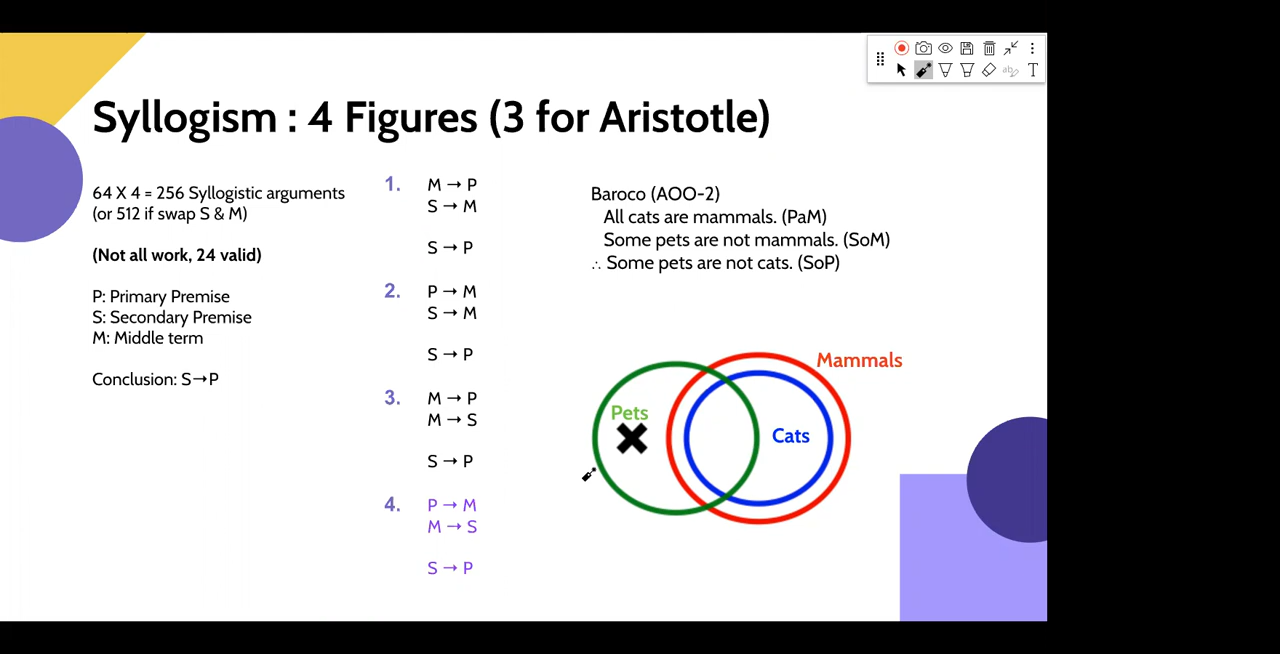 Syllogism : 4 Figures (3 for Aristotle)
64 X 4 = 256 Syllogistic arguments
(or 512 if swap S & M)
(Not all work, 24 valid)
P: Primary Premise
S: Secondary Premise
M: Middle term
Conclusion: S→P
1. M → P
S → M
S → P
2. P → M
S → M
S → P
3. M → P
M → S
S → P
4. P → M
M → S
S → P
Baroco (AOO-2)
All cats are mammals. (PaM)
Some pets are not mammals. (SoM)
∴ Some pets are not cats. (SoP)
Mammals
Pets
Cats